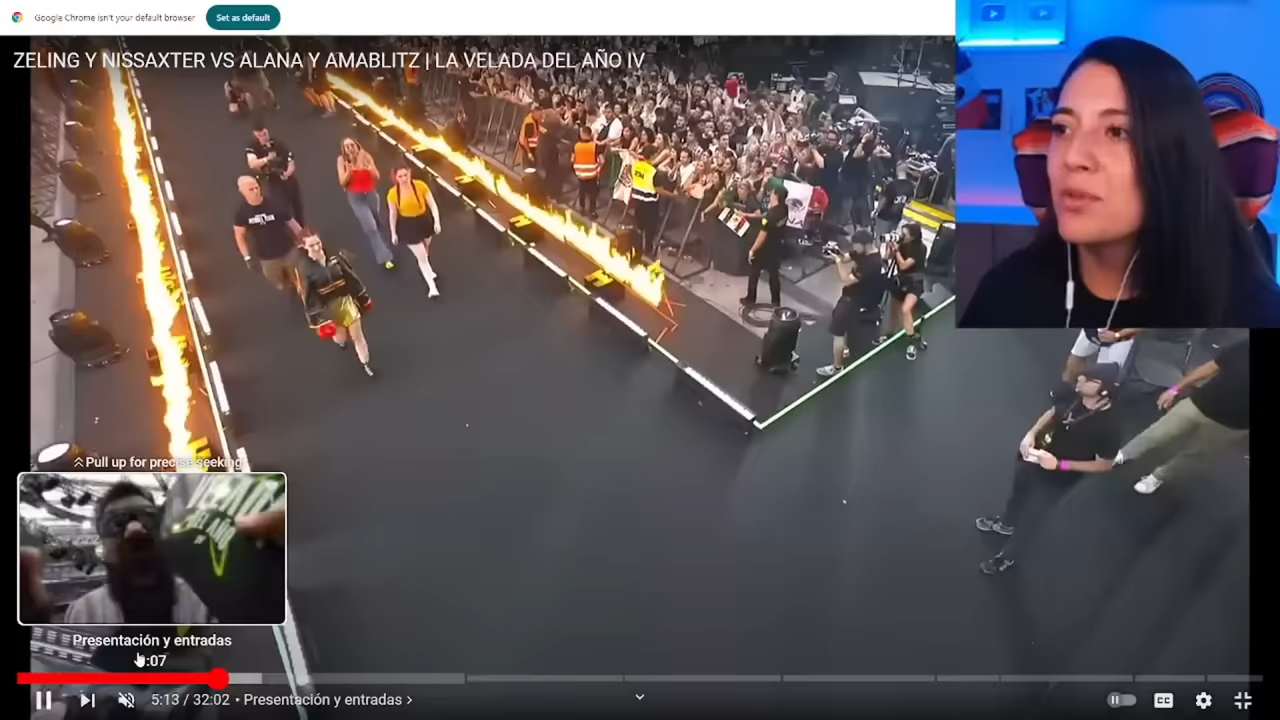 Google Chrome isn't your default browser
Set as default
ZELING Y NISSAXTER VS ALANA Y AMABLITZ | LA VELADA DEL AÑO IV
Pull up for precise seeking
Presentación y entradas
:07
5:13 / 32:02 • Presentación y entradas
CC